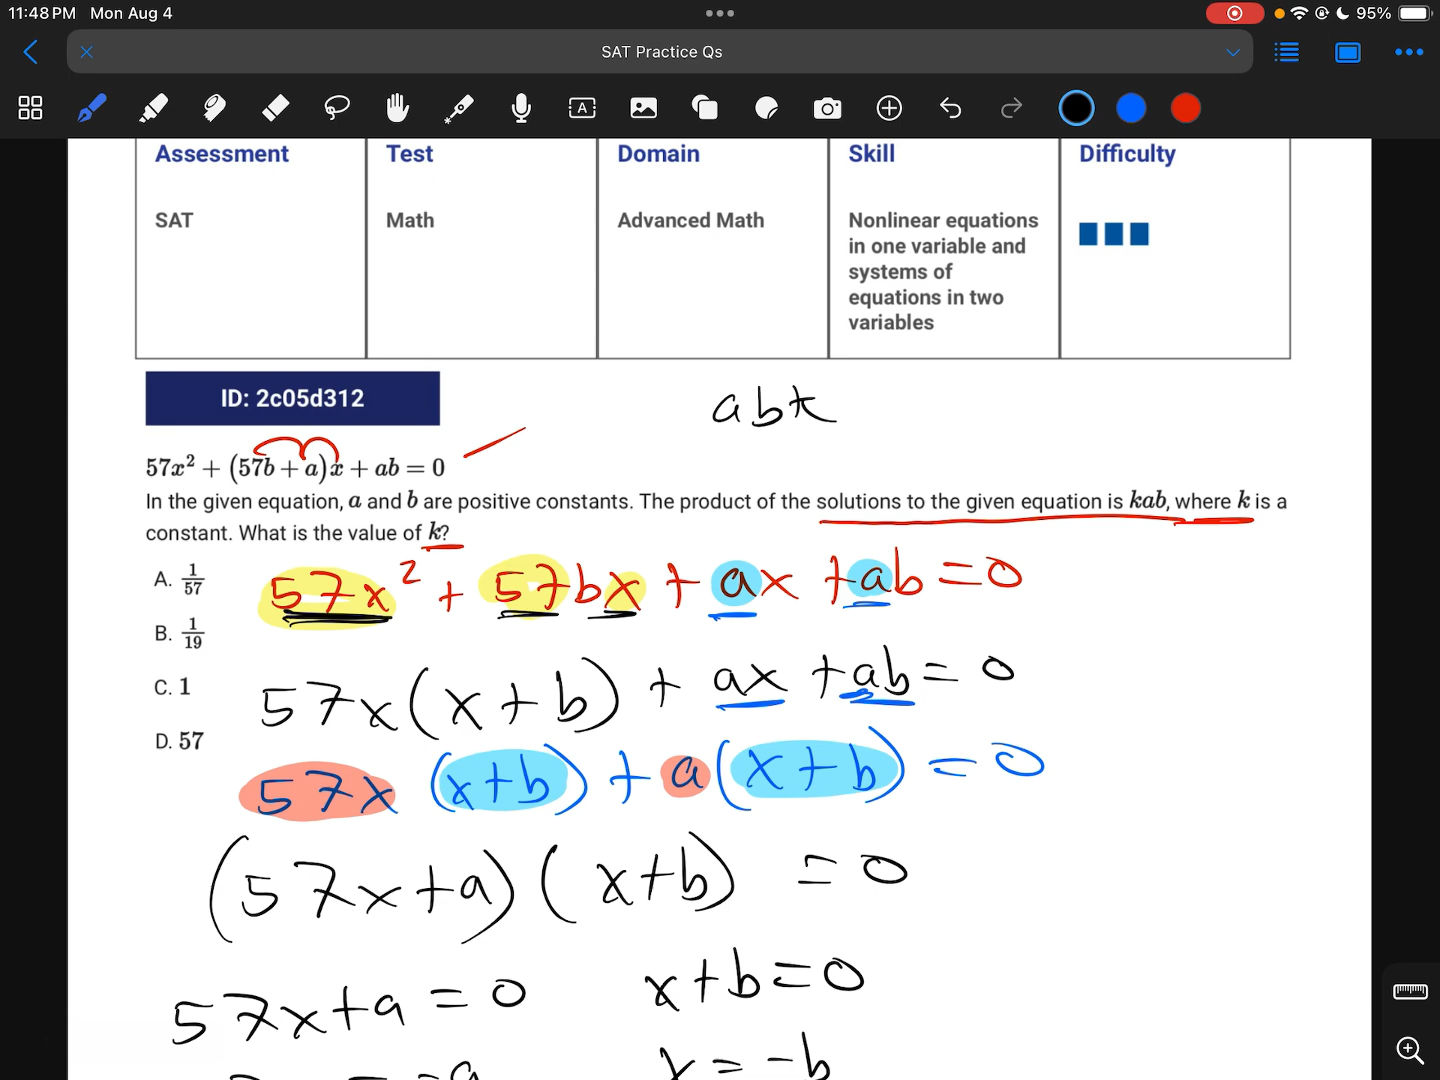 11:48 PM Mon Aug 4 95%
SAT Practice Qs
Assessment Test Domain Skill Difficulty
SAT Math Advanced Math Nonlinear equations
in one variable and
systems of
equations in two
variables
ID: 2c05d312
abk
57x² + (57b + a)x + ab = 0
In the given equation, a and b are positive constants. The product of the solutions to the given equation is kab, where k is a
constant. What is the value of k?
A. 1/57
57x² + 57bx + ax + ab = 0
B. 1/19
C. 1
57x(x+b) + ax + ab = 0
D. 57
57x (x+b) + a(x+b) = 0
(57x+a)(x+b) = 0
57x+a = 0 x+b=0
x = -b